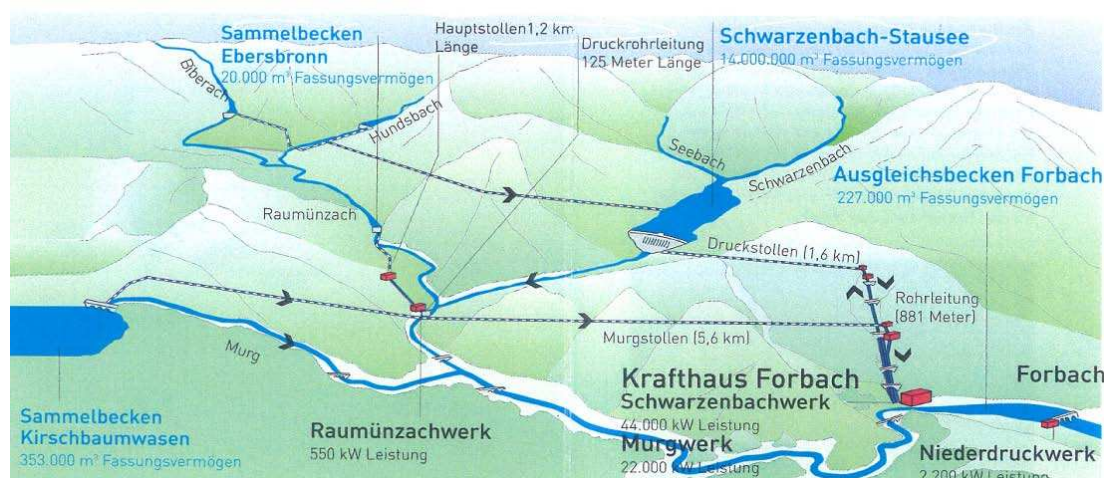 Sammelbecken
Ebersbronn
20.000 m³ Fassungsvermögen
Hauptstollen1,2 km
Länge
Druckrohrleitung
125 Meter Länge
Schwarzenbach-Stausee
14.000.000 m³ Fassungsvermögen
Biberach
Hundsbach
Seebach
Schwarzenbach
Ausgleichsbecken Forbach
227.000 m³ Fassungsvermögen
Raumünzach
Druckstollen (1,6 km)
Rohrleitung
(881 Meter)
Murgstollen (5,6 km)
Murg
Krafthaus Forbach
Schwarzenbachwerk
44.000 kW Leistung
Murgwerk
22.000 kW Leistung
Forbach
Sammelbecken
Kirschbaumwasen
353.000 m³ Fassungsvermögen
Raumünzachwerk
550 kW Leistung
Niederdruckwerk
2.200 kW Leistung